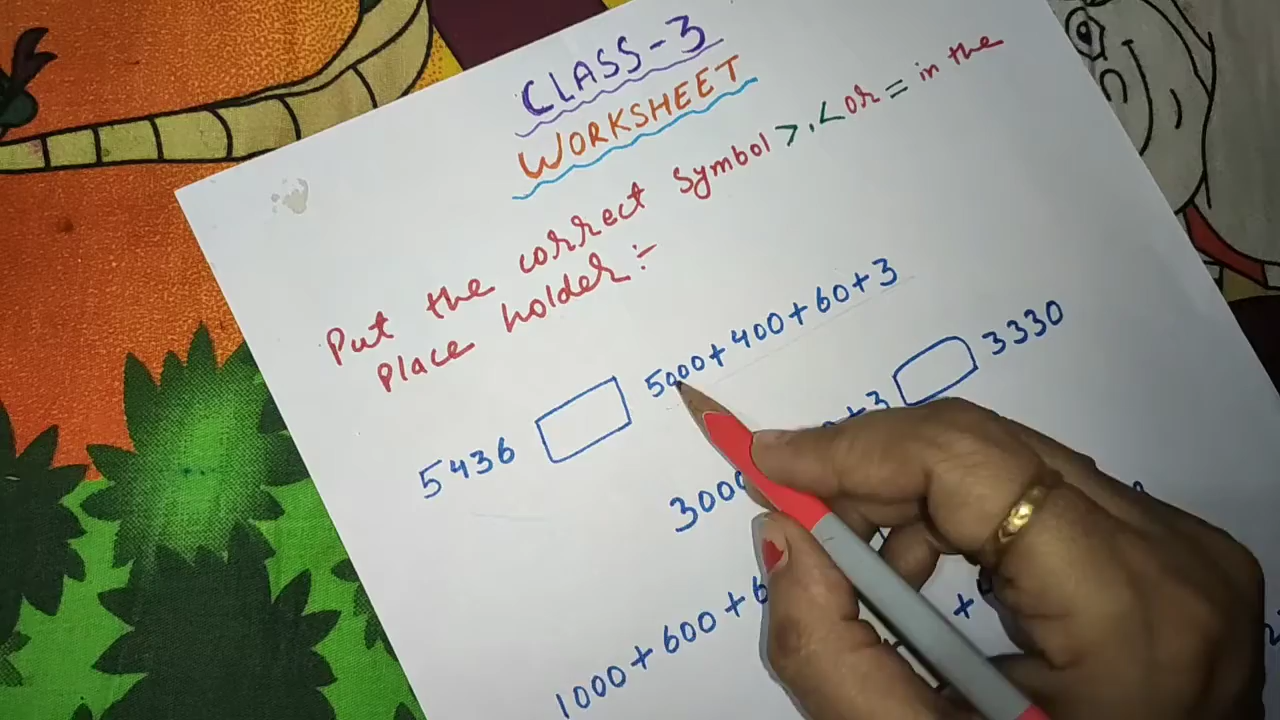 CLASS-3
WORKSHEET
Put the correct symbol >, < or = in the
Place holder :-
5436 5000+400+60+3
3000 +3 3330
1000+600+6 +